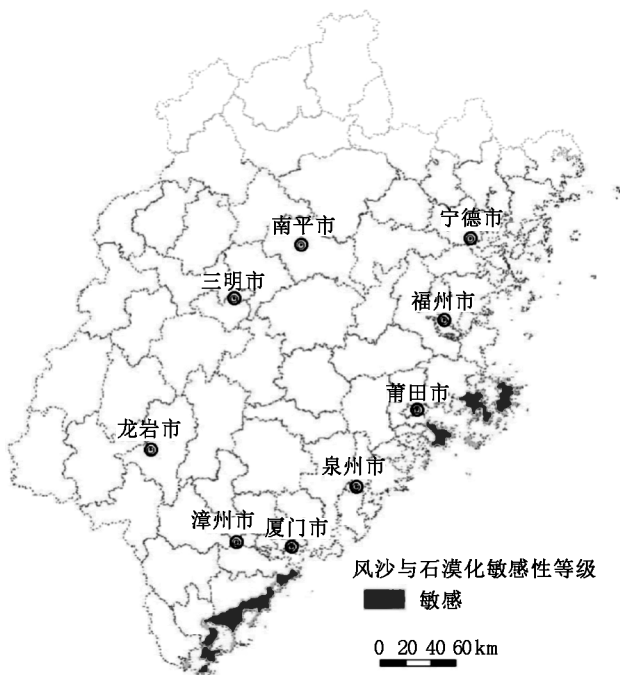 宁德市
南平市
三明市
福州市
莆田市
龙岩市
泉州市
漳州市
厦门市
风沙与石漠化敏感性等级
敏感
0 20 40 60 km